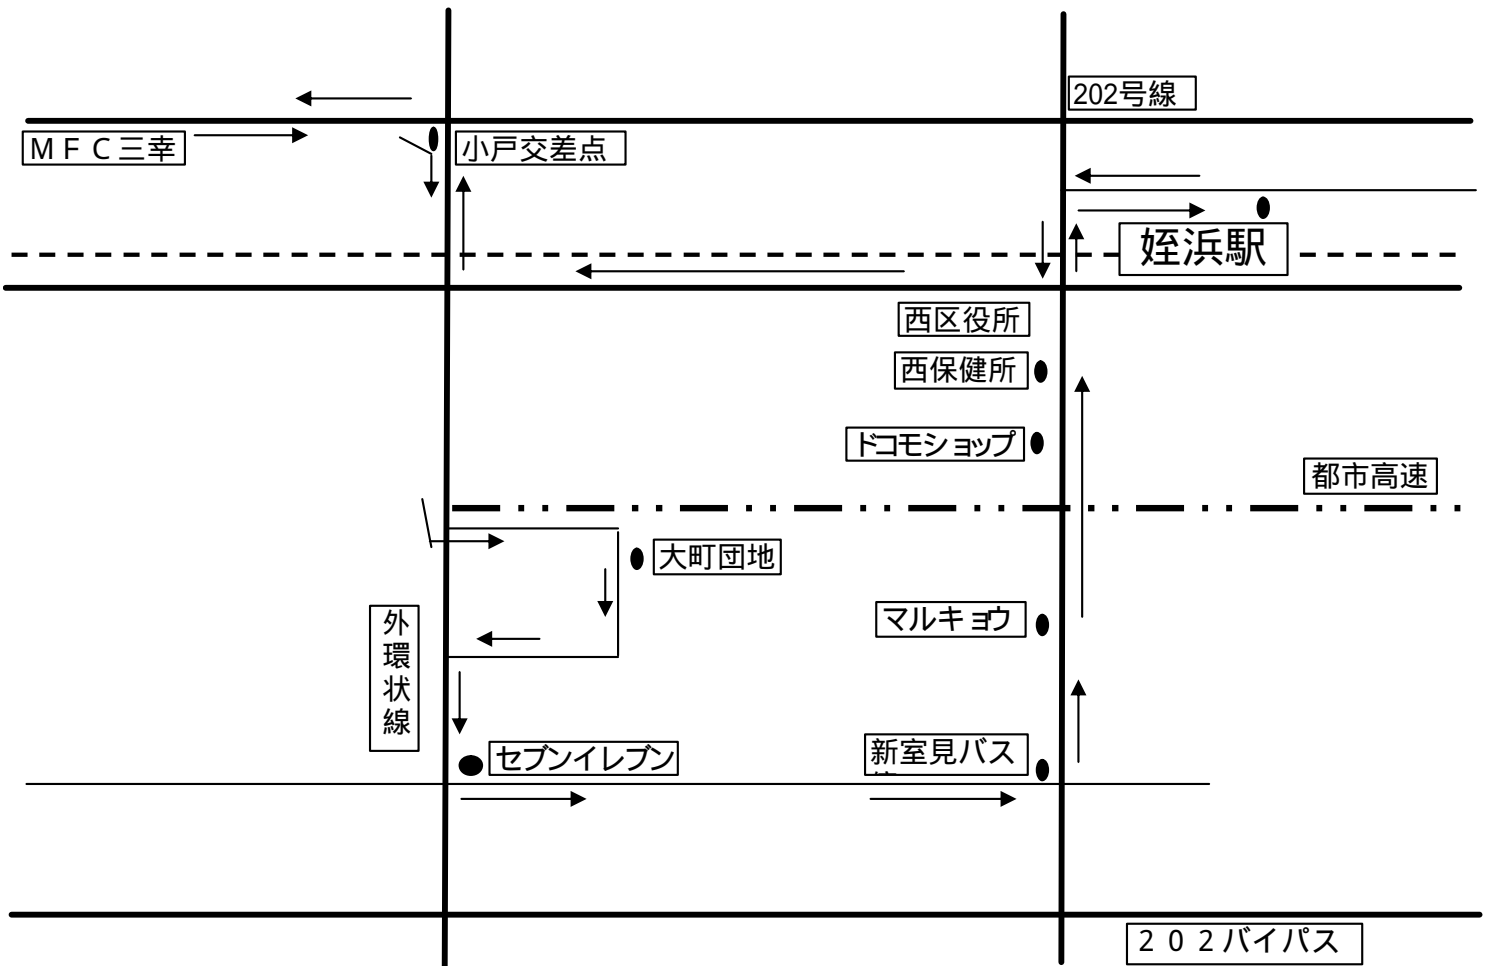 202号線
ＭＦＣ三幸
小戸交差点
姪浜駅
西区役所
西保健所
ドコモショップ
都市高速
大町団地
マルキョウ
外環状線
セブンイレブン
新室見バス
２０２バイパス